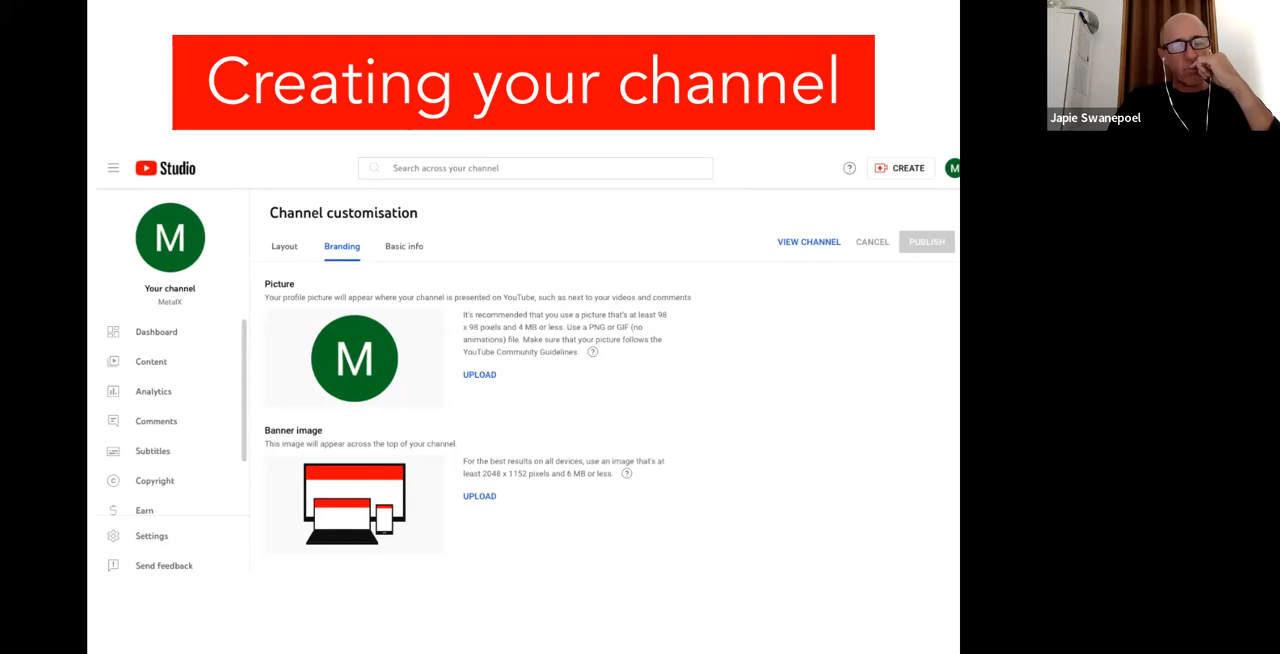 Creating your channel
Studio
Search across your channel
CREATE
M
M
Your channel
MetalX
Dashboard
Content
Analytics
Comments
Subtitles
Copyright
Earn
Settings
Send feedback
Channel customisation
Layout
Branding
Basic info
VIEW CHANNEL
CANCEL
PUBLISH
Picture
Your profile picture will appear where your channel is presented on YouTube, such as next to your videos and comments
M
It's recommended that you use a picture that's at least 98
x 98 pixels and 4 MB or less. Use a PNG or GIF (no
animations) file. Make sure that your picture follows the
YouTube Community Guidelines. ?
UPLOAD
Banner image
This image will appear across the top of your channel.
For the best results on all devices, use an image that's at
least 2048 x 1152 pixels and 6 MB or less. ?
UPLOAD
Japie Swanepoel